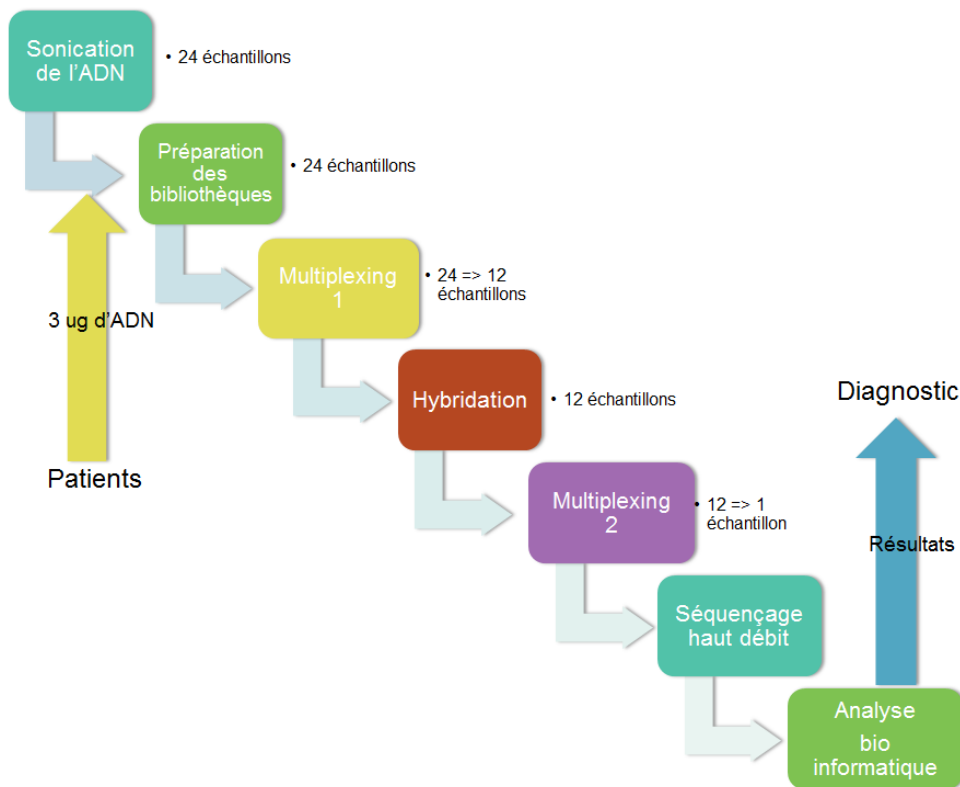 Sonication
de l'ADN
• 24 échantillons
Préparation
des
bibliothèques
• 24 échantillons
Multiplexing
1
• 24 => 12
échantillons
3 ug d'ADN
Patients
Hybridation
• 12 échantillons
Multiplexing
2
• 12 => 1
échantillon
Séquençage
haut débit
Analyse
bio
informatique
Résultats
Diagnostic